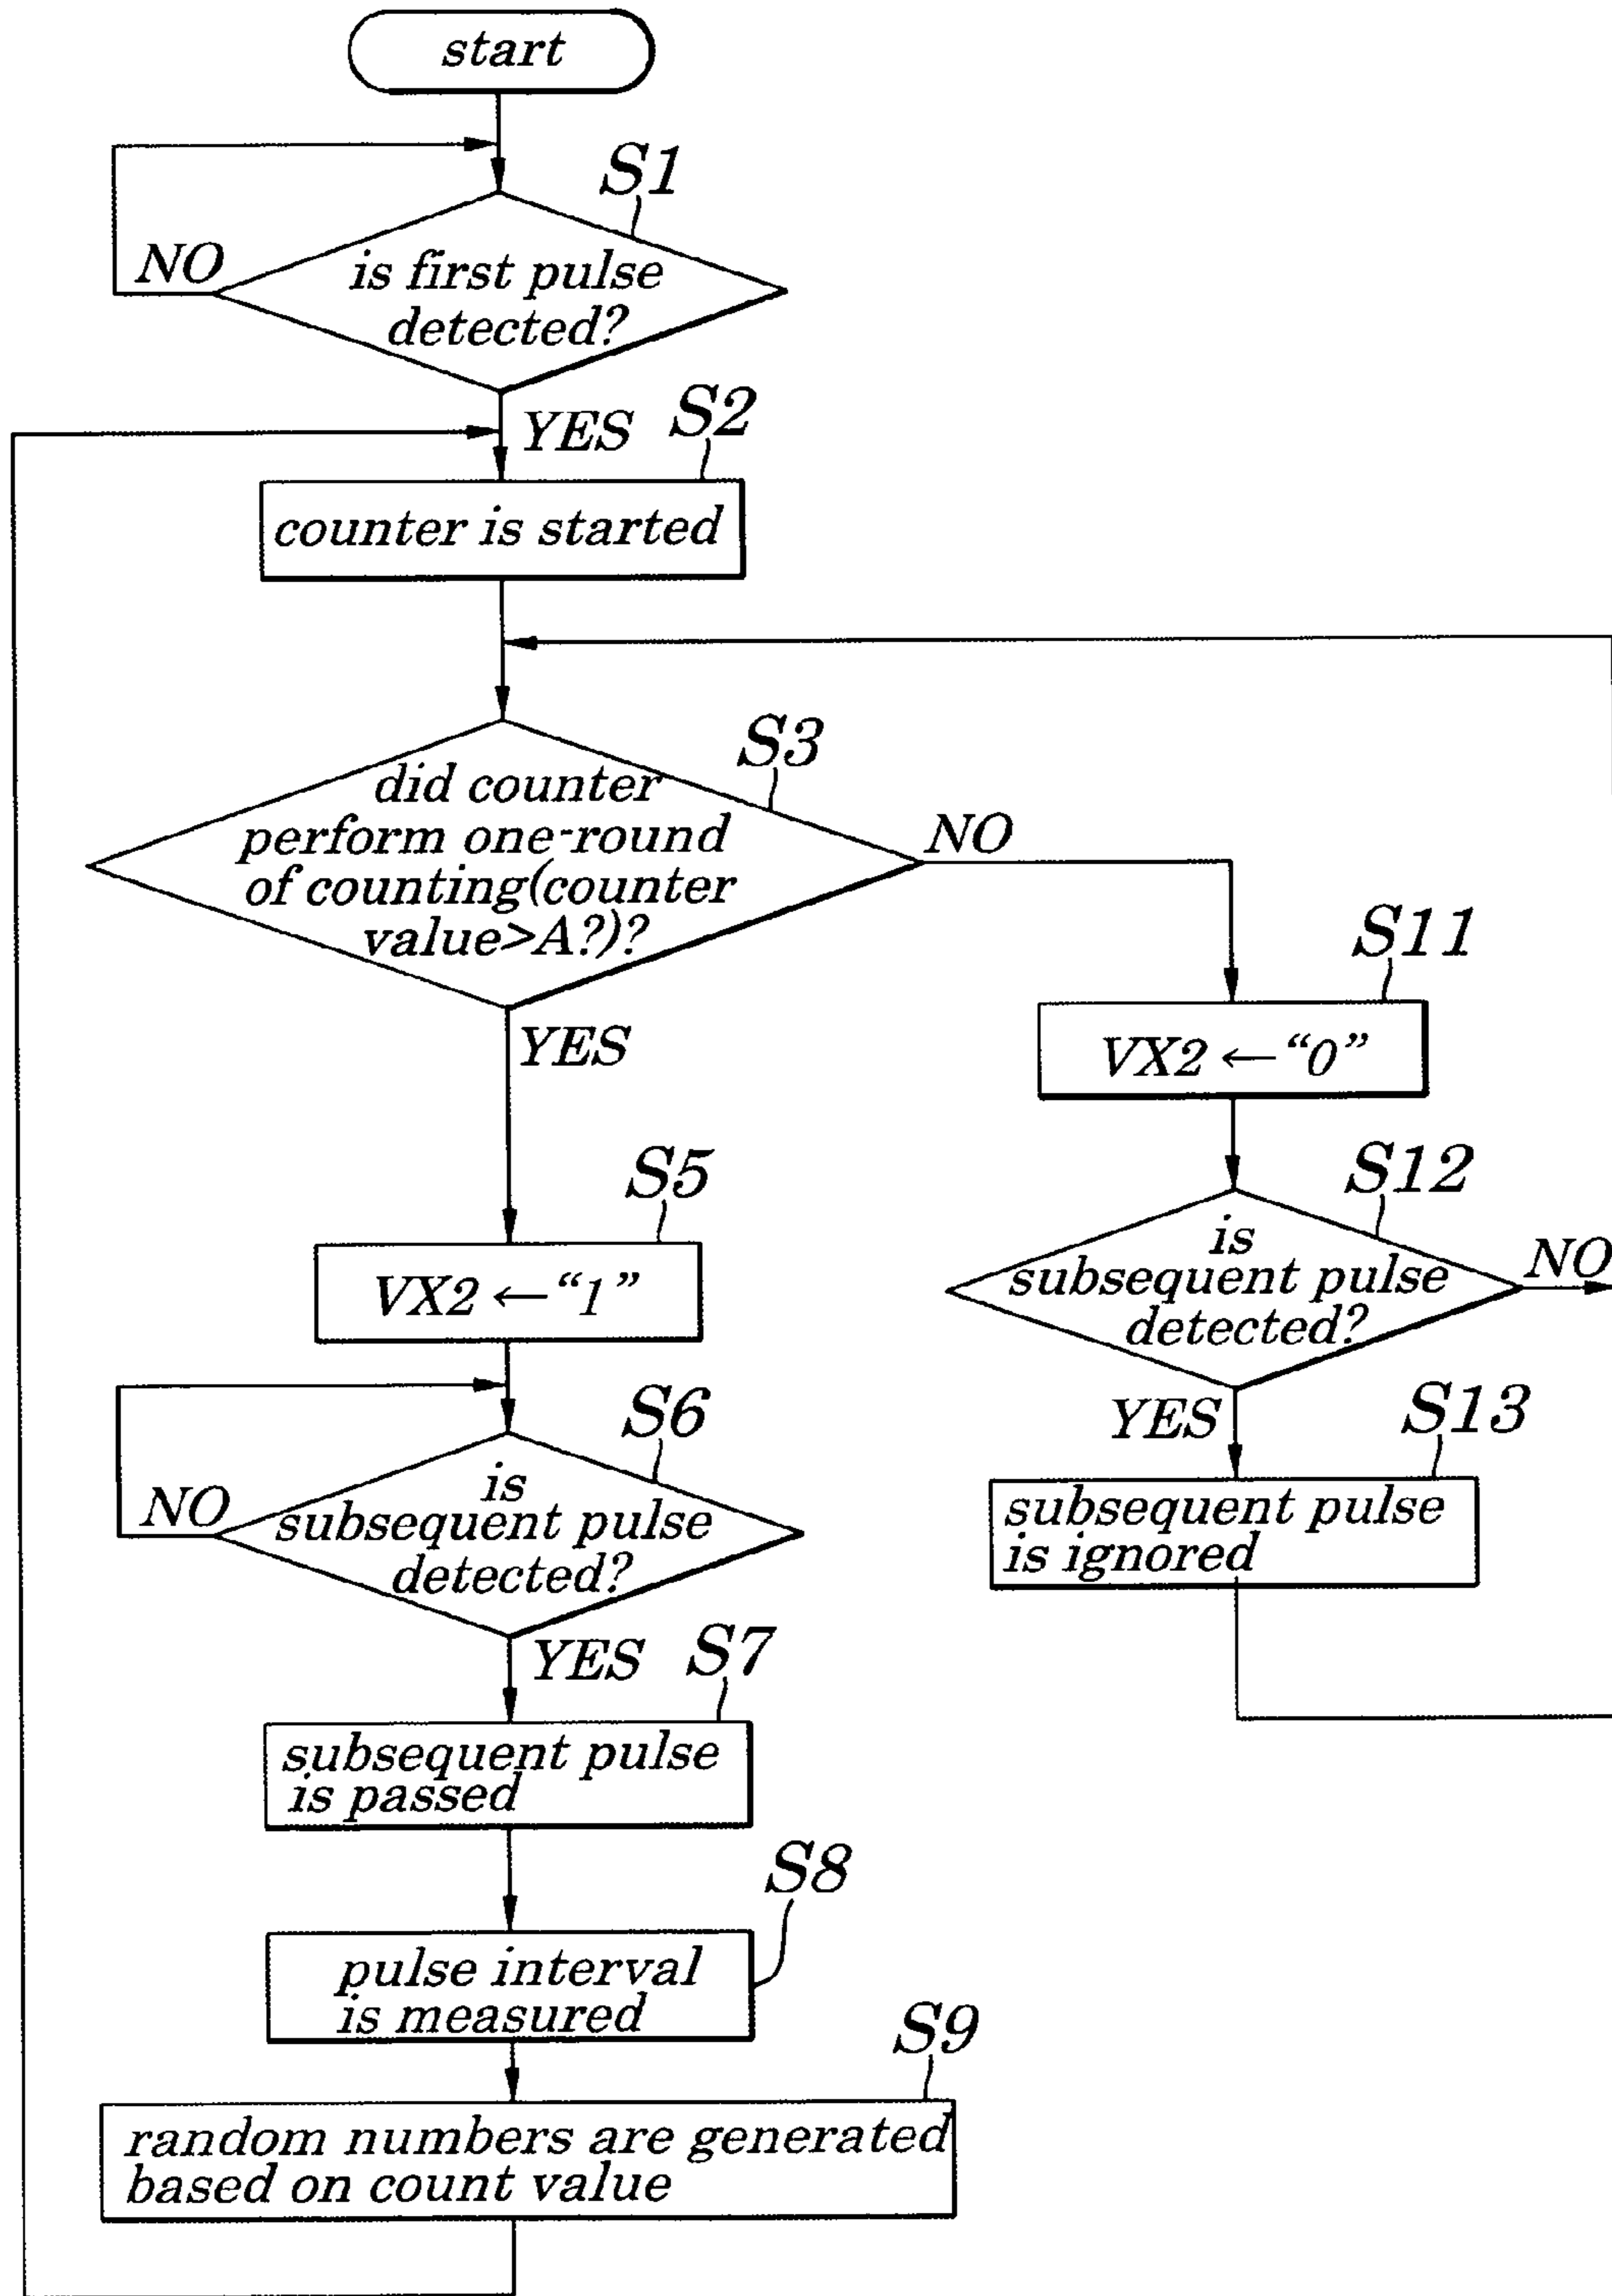 start
S1
NO
is first pulse
detected?
YES
S2
counter is started
S3
did counter
perform one-round
of counting(counter
value>A?)?
NO
YES
S11
VX2 ← “0”
S12
is
subsequent pulse
detected?
NO
YES
S13
subsequent pulse
is ignored
S5
VX2 ← “1”
S6
is
subsequent pulse
detected?
NO
YES
S7
subsequent pulse
is passed
S8
pulse interval
is measured
S9
random numbers are generated
based on count value